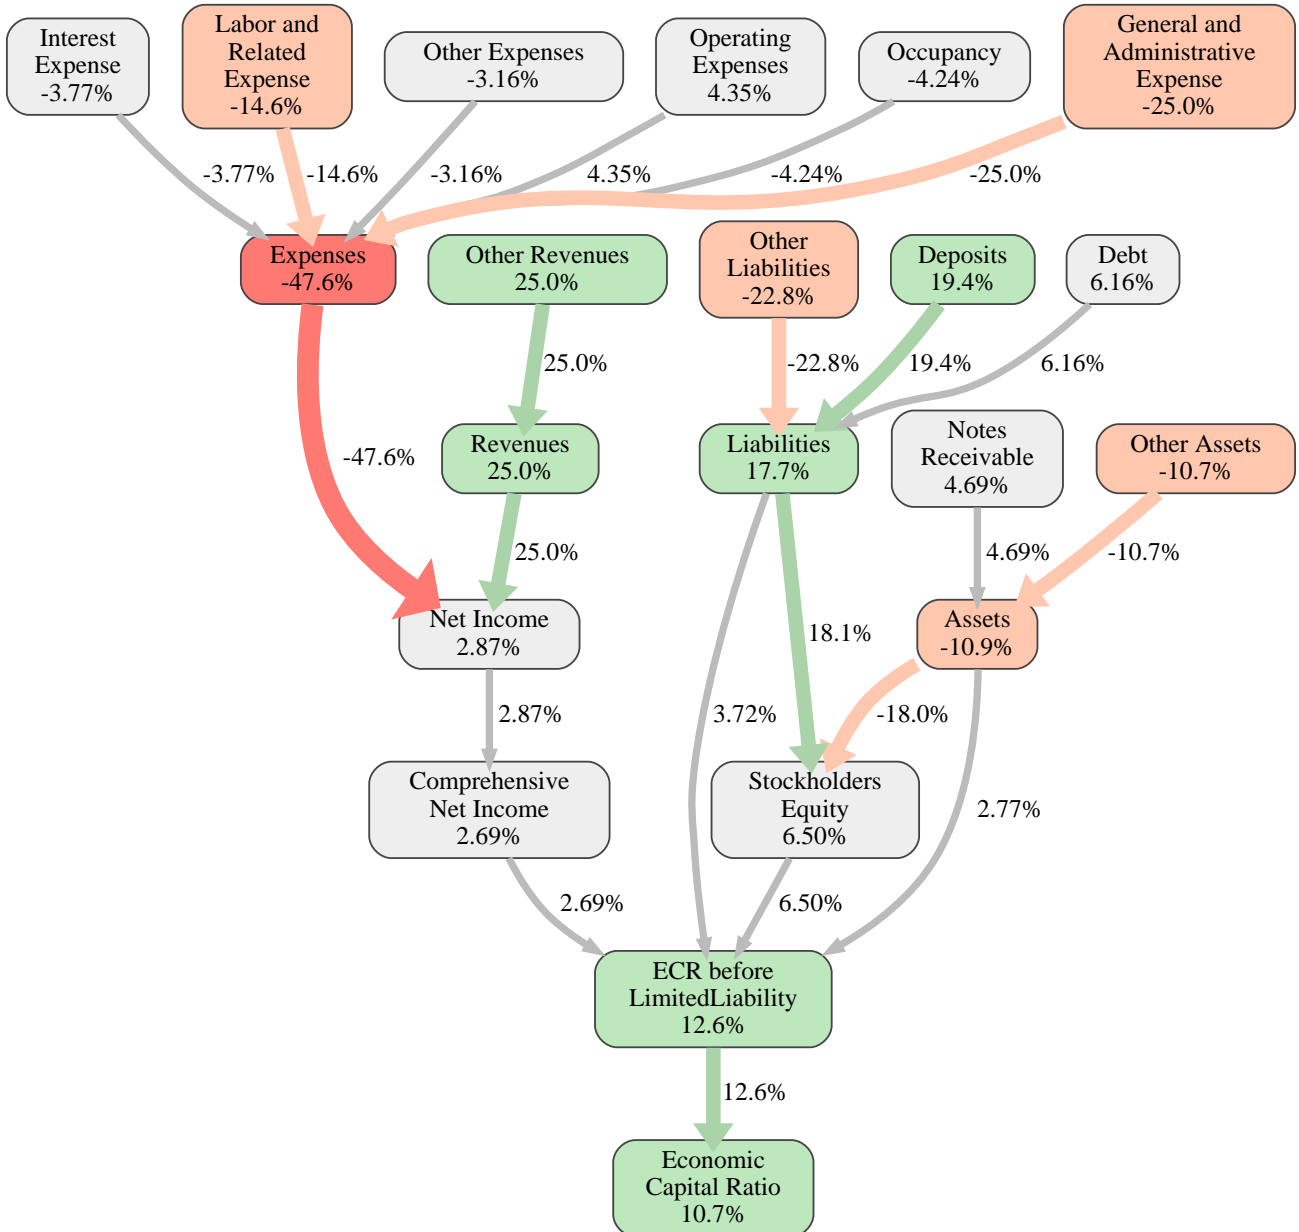 Interest
Expense
-3.77%
Labor and
Related
Expense
-14.6%
Other Expenses
-3.16%
Operating
Expenses
4.35%
Occupancy
-4.24%
General and
Administrative
Expense
-25.0%
-3.77%
-14.6%
-3.16%
4.35%
-4.24%
-25.0%
Expenses
-47.6%
Other Revenues
25.0%
Other
Liabilities
-22.8%
Deposits
19.4%
Debt
6.16%
25.0%
-22.8%
19.4%
6.16%
-47.6%
Revenues
25.0%
Liabilities
17.7%
Notes
Receivable
4.69%
Other Assets
-10.7%
25.0%
4.69%
-10.7%
Net Income
2.87%
18.1%
Assets
-10.9%
2.87%
3.72%
-18.0%
Comprehensive
Net Income
2.69%
Stockholders
Equity
6.50%
2.77%
2.69%
6.50%
ECR before
LimitedLiability
12.6%
12.6%
Economic
Capital Ratio
10.7%